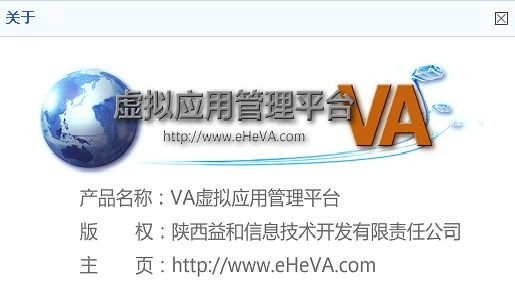 关于
虚拟应用管理平台 VA
http://www.eHeVA.com
产品名称：VA虚拟应用管理平台
版　　权：陕西益和信息技术开发有限责任公司
主　　页：http://www.eHeVA.com